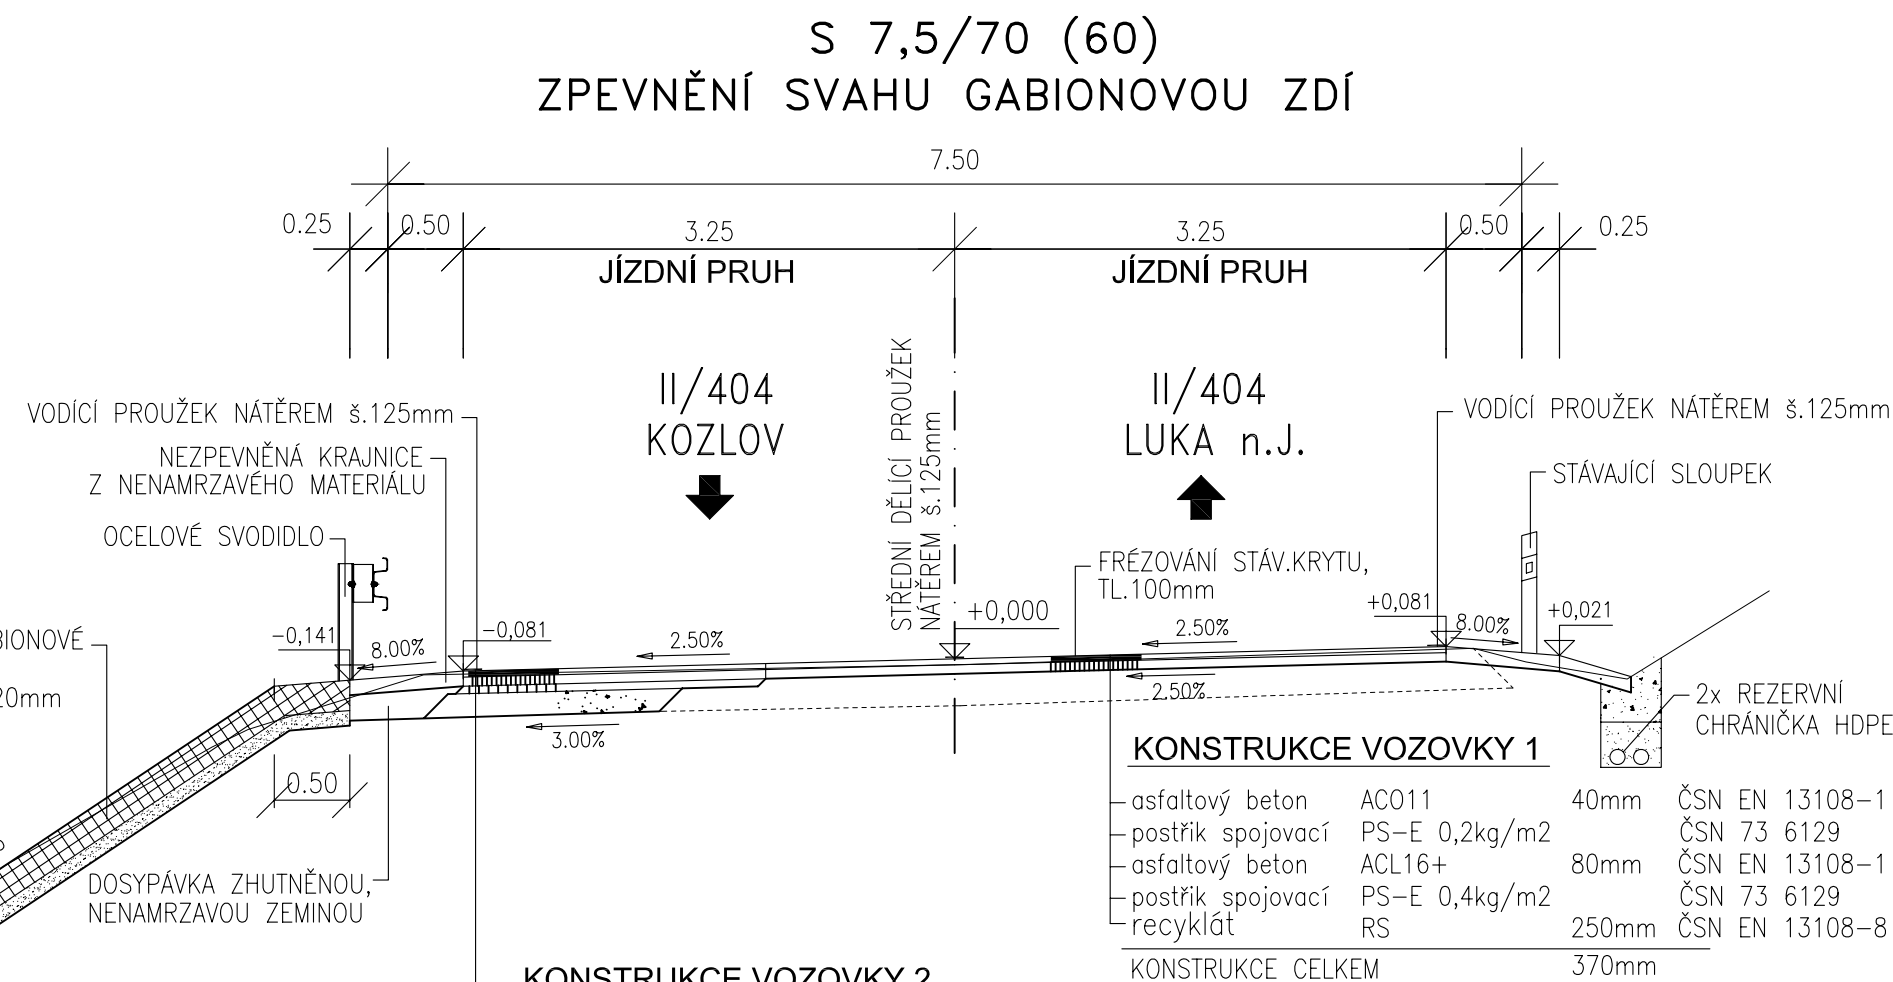 S 7,5/70 (60)
ZPEVNĚNÍ SVAHU GABIONOVOU ZDÍ
7.50
0.25
0.50
3.25
3.25
0.50
0.25
JÍZDNÍ PRUH
JÍZDNÍ PRUH
II/404
KOZLOV
STŘEDNÍ DĚLÍCÍ PROUŽEK
NÁTĚREM š.125mm
II/404
LUKA n.J.
VODÍCÍ PROUŽEK NÁTĚREM š.125mm
VODÍCÍ PROUŽEK NÁTĚREM š.125mm
NEZPEVNĚNÁ KRAJNICE
Z NENAMRZAVÉHO MATERIÁLU
STÁVAJÍCÍ SLOUPEK
OCELOVÉ SVODIDLO
FRÉZOVÁNÍ STÁV.KRYTU,
TL.100mm
+0,000
+0,081
+0,021
-0,141
-0,081
8.00%
2.50%
2.50%
8.00%
BIONOVÉ
20mm
2.50%
3.00%
2x REZERVNÍ
CHRÁNIČKA HDPE
0.50
KONSTRUKCE VOZOVKY 1
asfaltový beton ACO11 40mm ČSN EN 13108-1
postřik spojovací PS-E 0,2kg/m2 ČSN 73 6129
asfaltový beton ACL16+ 80mm ČSN EN 13108-1
postřik spojovací PS-E 0,4kg/m2 ČSN 73 6129
recyklát RS 250mm ČSN EN 13108-8
KONSTRUKCE CELKEM 370mm
DOSYPÁVKA ZHUTNĚNOU,
NENAMRZAVOU ZEMINOU
KONSTRUKCE VOZOVKY 2